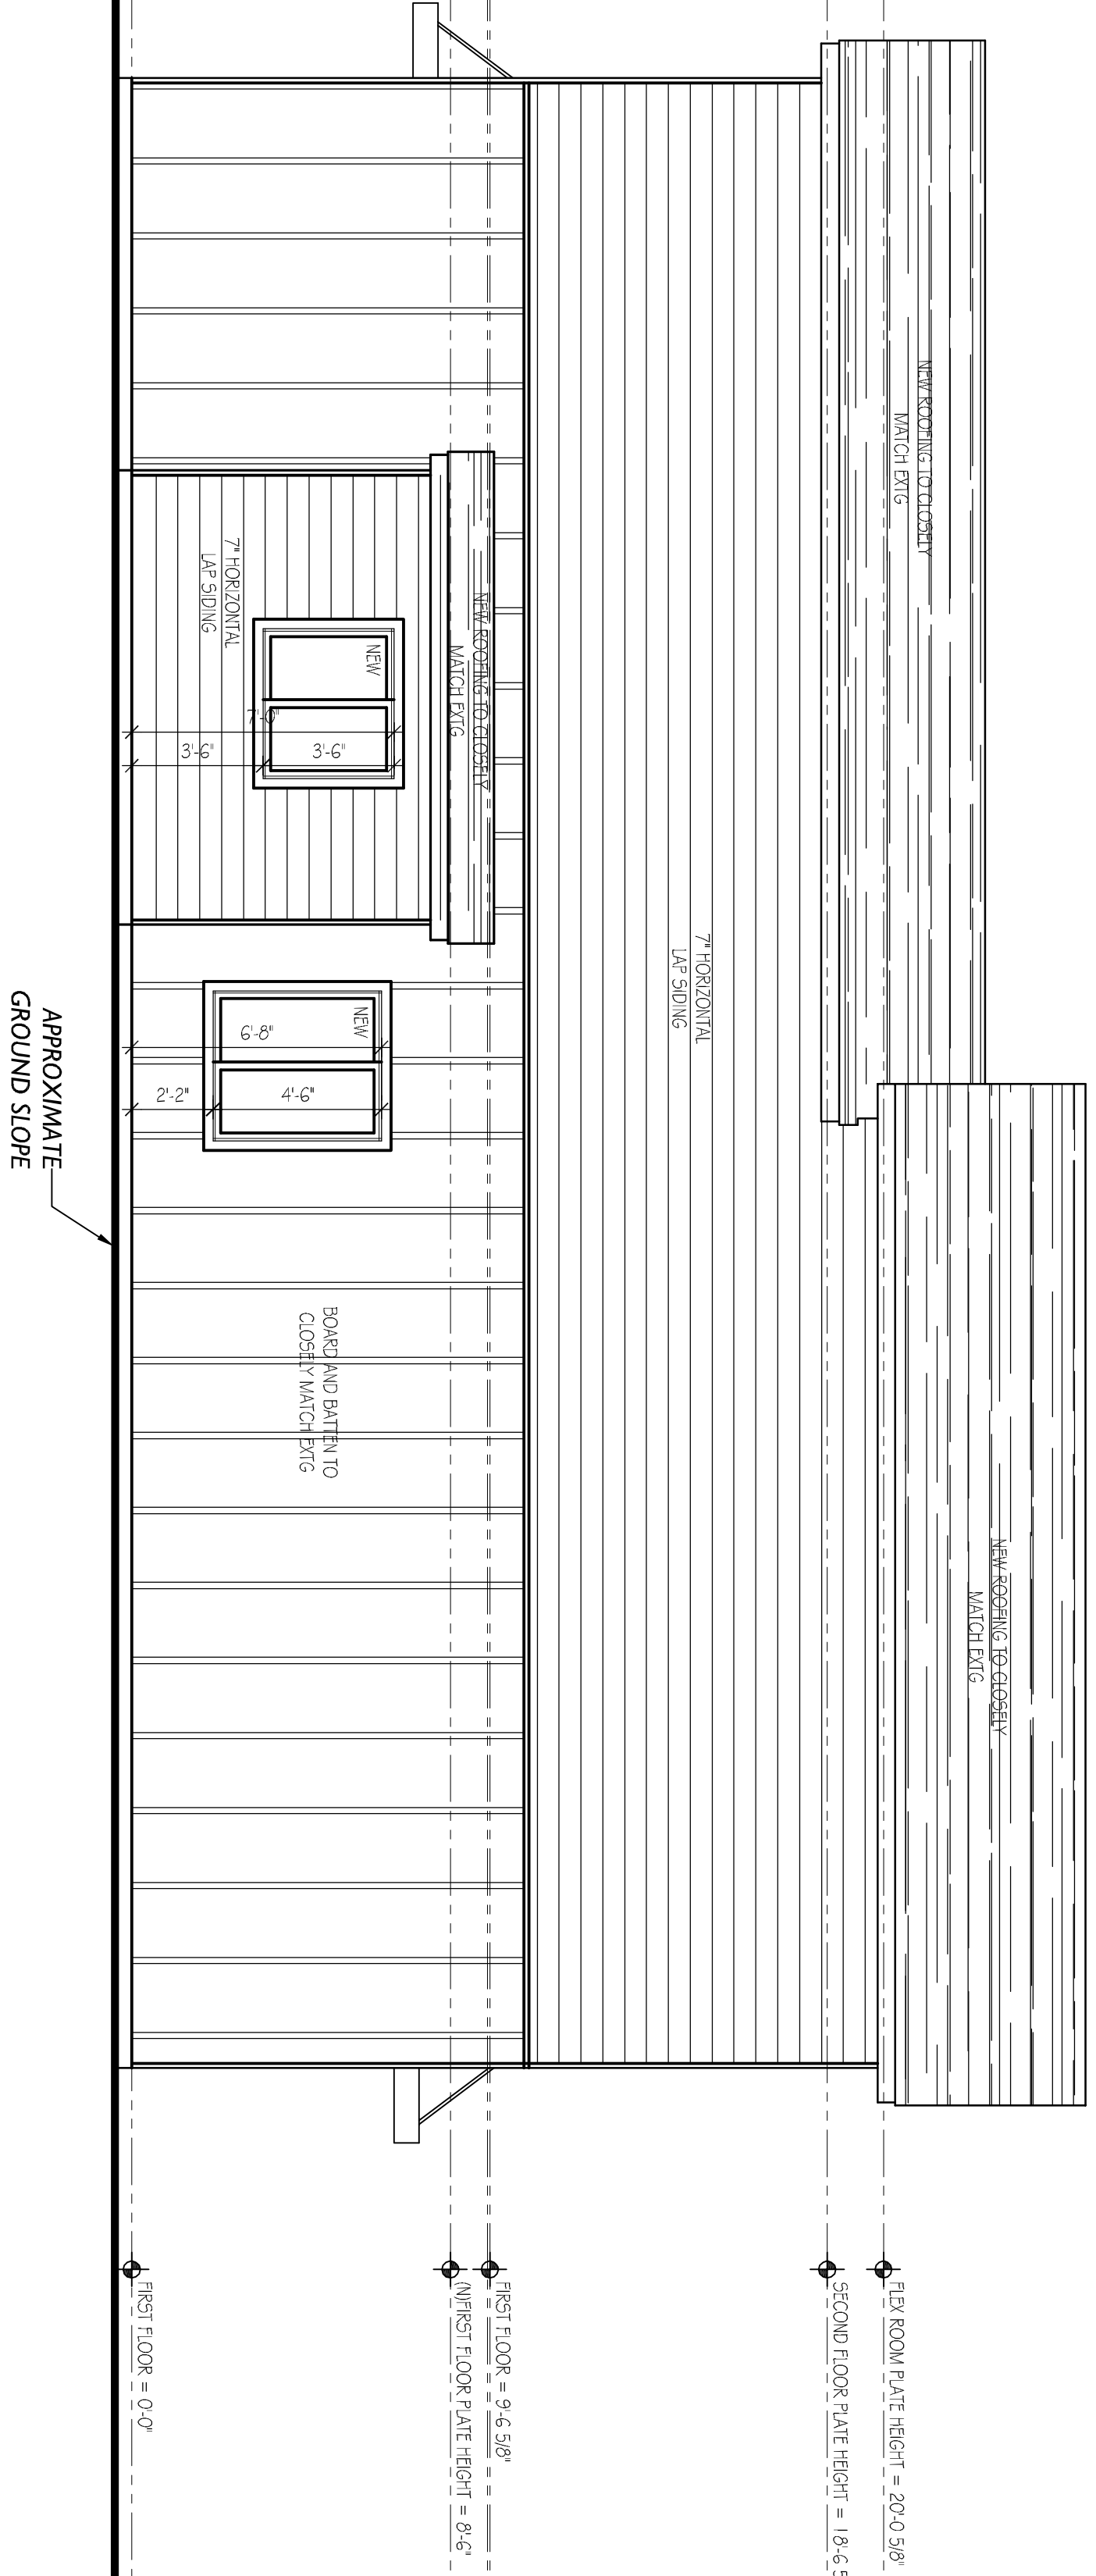 NEW ROOFING TO CLOSELY
MATCH EXTG
NEW ROOFING TO CLOSELY
MATCH EXTG
FLEX ROOM PLATE HEIGHT = 20'-0 5/8"
SECOND FLOOR PLATE HEIGHT = 18'-6
7" HORIZONTAL
LAP SIDING
NEW ROOFING TO CLOSELY
MATCH EXTG
FIRST FLOOR = 9'-6 5/8"
(N)FIRST FLOOR PLATE HEIGHT = 8'-6"
NEW
7'-0"
3'-6"
3'-6"
7" HORIZONTAL
LAP SIDING
NEW
6'-8"
4'-6"
2'-2"
BOARD AND BATTEN TO
CLOSELY MATCH EXTG
FIRST FLOOR = 0'-0"
APPROXIMATE
GROUND SLOPE